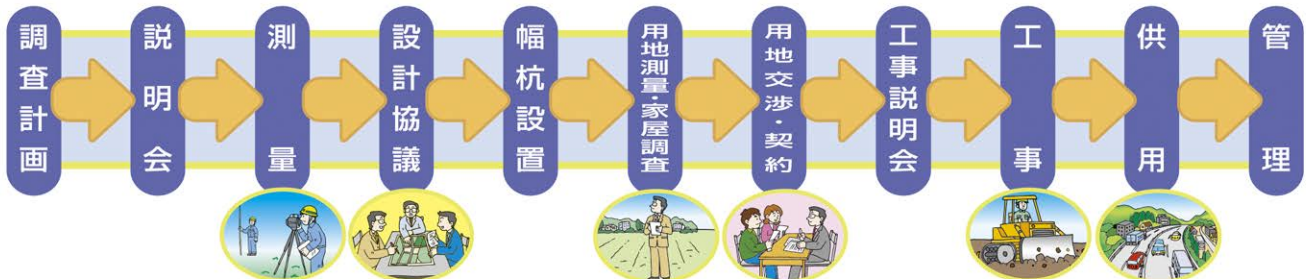 調査計画
説明会
測量
設計協議
幅杭設置
用地測量・家屋調査
用地交渉・契約
工事説明会
工事
供用
管理